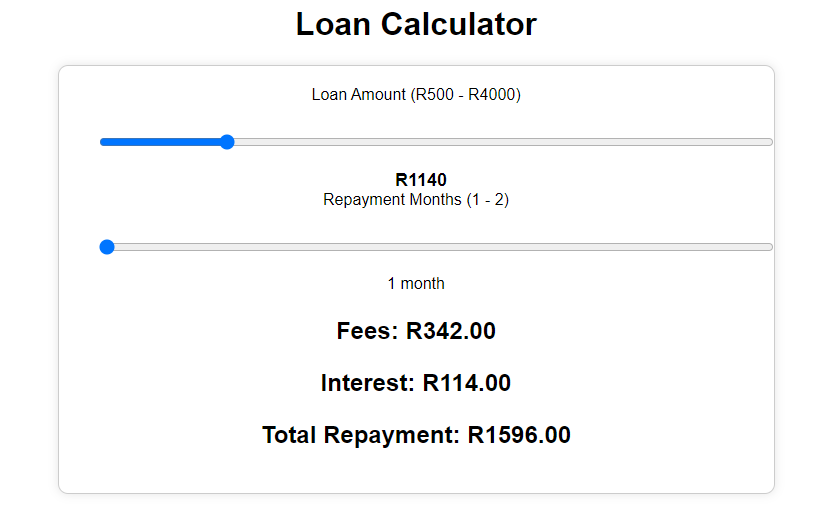 Loan Calculator
Loan Amount (R500 - R4000)
R1140
Repayment Months (1 - 2)
1 month
Fees: R342.00
Interest: R114.00
Total Repayment: R1596.00